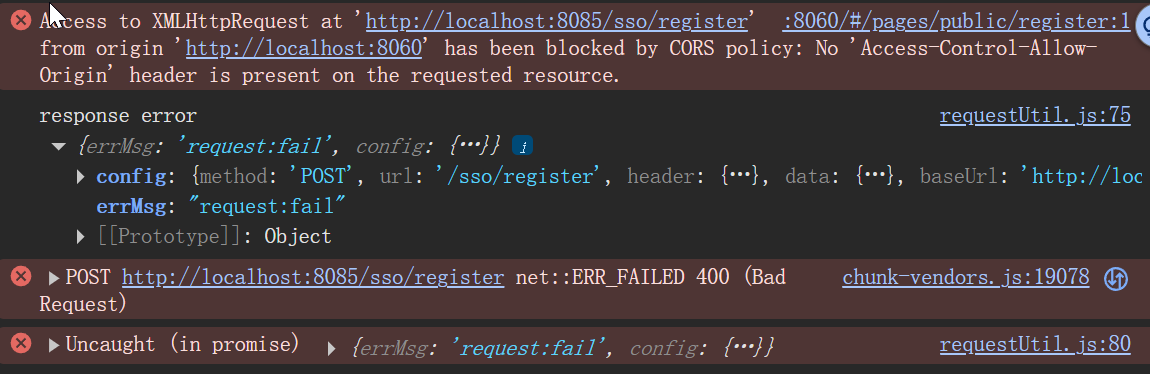 Access to XMLHttpRequest at 'http://localhost:8085/sso/register' :8060/#/pages/public/register:1
from origin 'http://localhost:8060' has been blocked by CORS policy: No 'Access-Control-Allow-
Origin' header is present on the requested resource.
response error requestUtil.js:75
{errMsg: 'request:fail', config: {…}} i
config: {method: 'POST', url: '/sso/register', header: {…}, data: {…}, baseUrl: 'http://loc
errMsg: "request:fail"
[[Prototype]]: Object
POST http://localhost:8085/sso/register net::ERR_FAILED 400 (Bad chunk-vendors.js:19078
Request)
Uncaught (in promise) {errMsg: 'request:fail', config: {…}} requestUtil.js:80